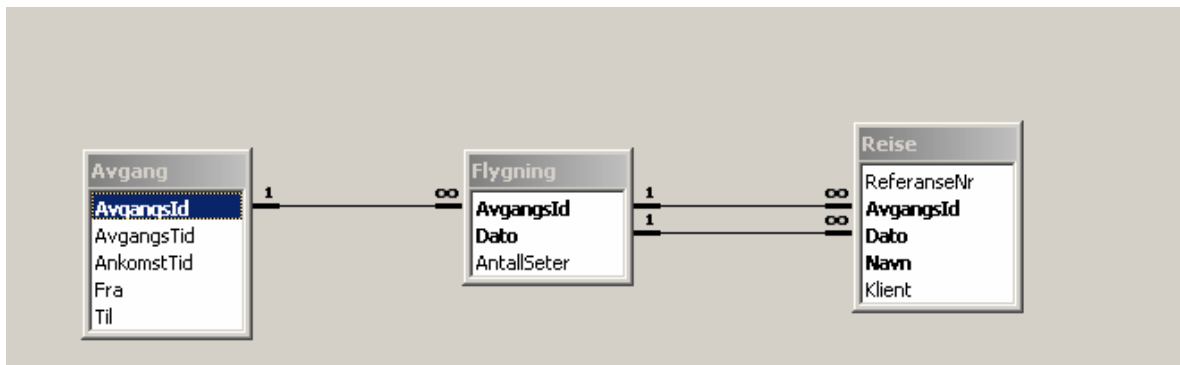 Avgang
AvgangsId
AvgangsTid
AnkomstTid
Fra
Til
1
∞
Flygning
AvgangsId
Dato
AntallSeter
1
∞
1
∞
Reise
ReferanseNr
AvgangsId
Dato
Navn
Klient